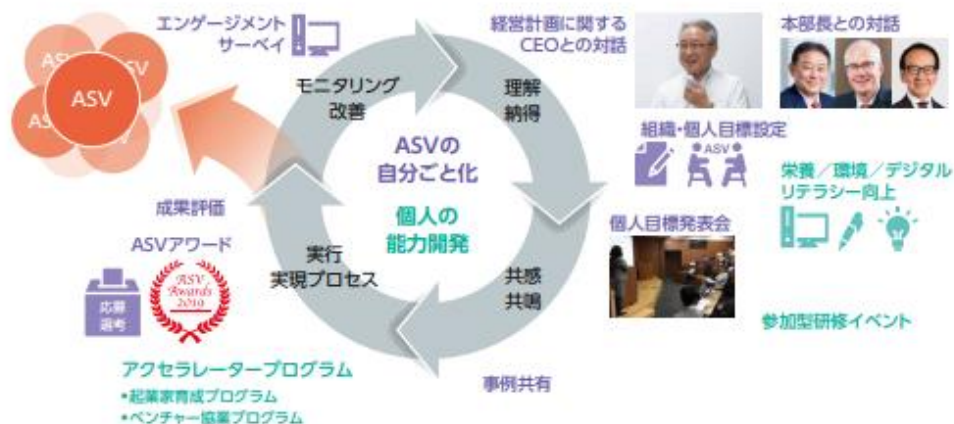 エンゲージメント
サーベイ
経営計画に関する
CEOとの対話
本部長との対話
ASV
ASV
ASV
モニタリング
改善
理解
納得
ASVの
自分ごと化
個人の
能力開発
組織・個人目標設定
ASV
栄養／環境／デジタル
リテラシー向上
成果評価
ASVアワード
応募
選考
ASV
Awards
2019
実行
実現プロセス
個人目標発表会
共感
共鳴
参加型研修イベント
アクセラレータープログラム
•起業家育成プログラム
•ベンチャー協業プログラム
事例共有